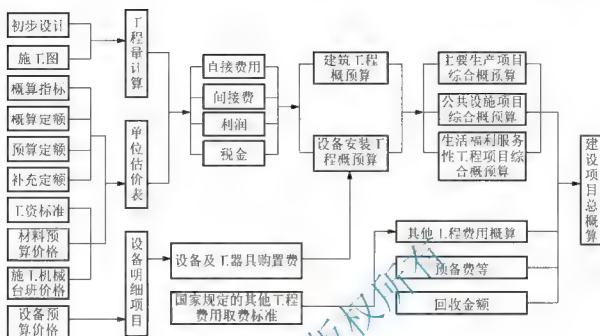 初步设计
施工图
概算指标
概算定额
预算定额
补充定额
工资标准
材料预
算价格
施工机械
台班价格
设备预
算价格
工程量计算
单位估价表
设备明细项目
直接费用
间接费
利润
税金
设备及工器具购置费
国家规定的其他工程
费用取费标准
建筑工程
概预算
设备安装工
程概预算
主要生产项目
综合概预算
公共设施项目
综合概预算
生活福利服务
性工程项目综
合概预算
其他工程费用概算
预备费等
回收金额
建设项目总概算
版权所有